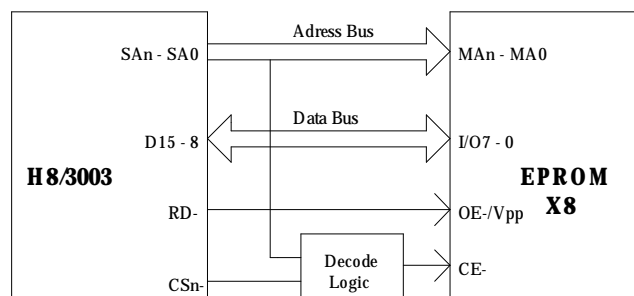 Adress Bus
SAn - SA0
MAn - MA0
Data Bus
D15 - 8
I/O7 - 0
H8/3003
EPROM
X8
RD-
OE-/Vpp
Decode
Logic
CE-
CSn-